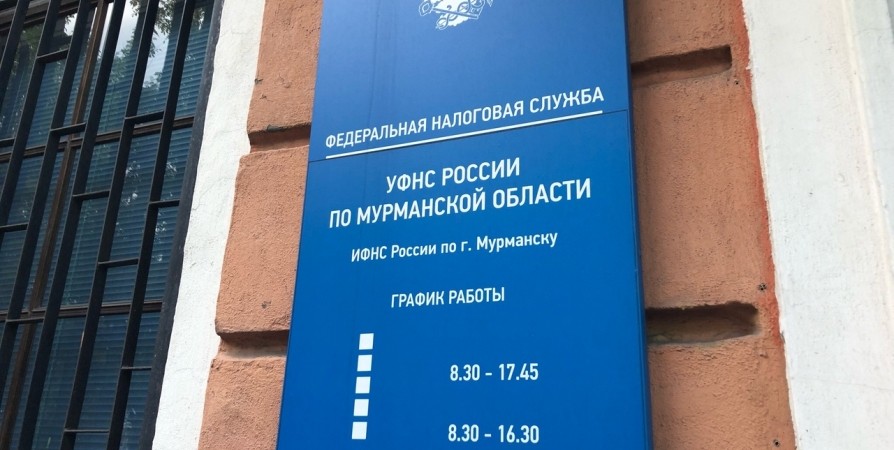 ФЕДЕРАЛЬНАЯ НАЛОГОВАЯ СЛУЖБА
УФНС РОССИИ
ПО МУРМАНСКОЙ ОБЛАСТИ
ИФНС России по г. Мурманску
ГРАФИК РАБОТЫ
8.30 - 17.45
8.30 - 16.30